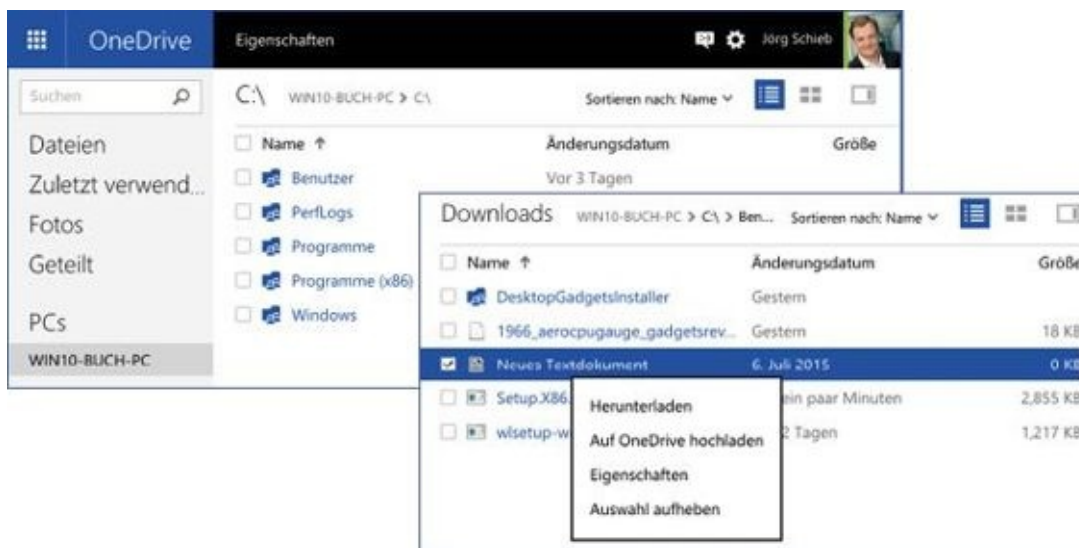 OneDrive Eigenschaften Jörg Schieb
Suchen
C:\ WIN10-BUCH-PC > C:\ Sortieren nach: Name
Dateien
Zuletzt verwend...
Fotos
Geteilt
PCs
WIN10-BUCH-PC
Name ↑ Änderungsdatum Größe
Benutzer Vor 3 Tagen
PerfLogs
Programme
Programme (x86)
Windows
Downloads WIN10-BUCH-PC > C:\ > Ben... Sortieren nach: Name
Name ↑ Änderungsdatum Größe
DesktopGadgetsInstaller Gestern
1966_aerocpugauge_gadgetsrev... Gestern 18 KB
Neues Textdokument 6. Juli 2015 0 KB
Setup.X86. ein paar Minuten 2,855 KB
wlsetup-w 2 Tagen 1,217 KB
Herunterladen
Auf OneDrive hochladen
Eigenschaften
Auswahl aufheben